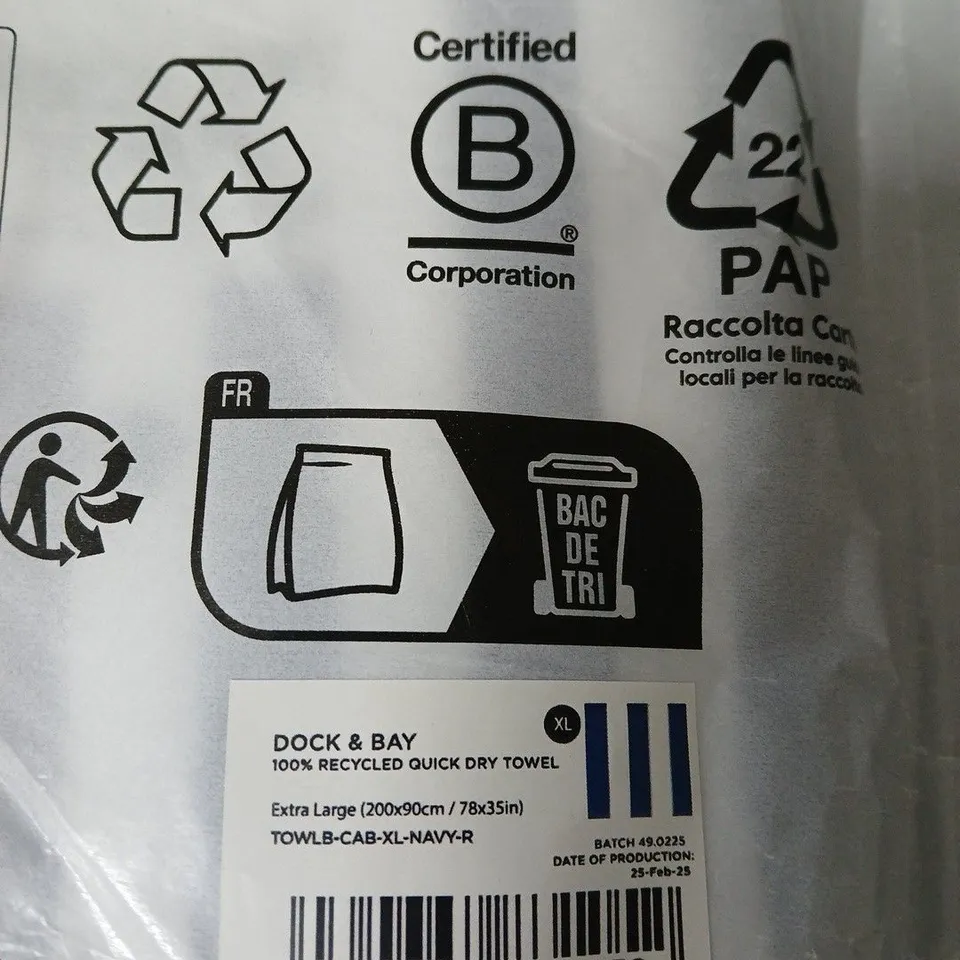 Certified
B
®
Corporation
22
PAP
Raccolta
Controlla le linee
locali per la
FR
BAC
DE
TRI
XL
DOCK & BAY
100% RECYCLED QUICK DRY TOWEL
Extra Large (200x90cm / 78x35in)
TOWLB-CAB-XL-NAVY-R
BATCH 49.0225
DATE OF PRODUCTION:
25-Feb-25